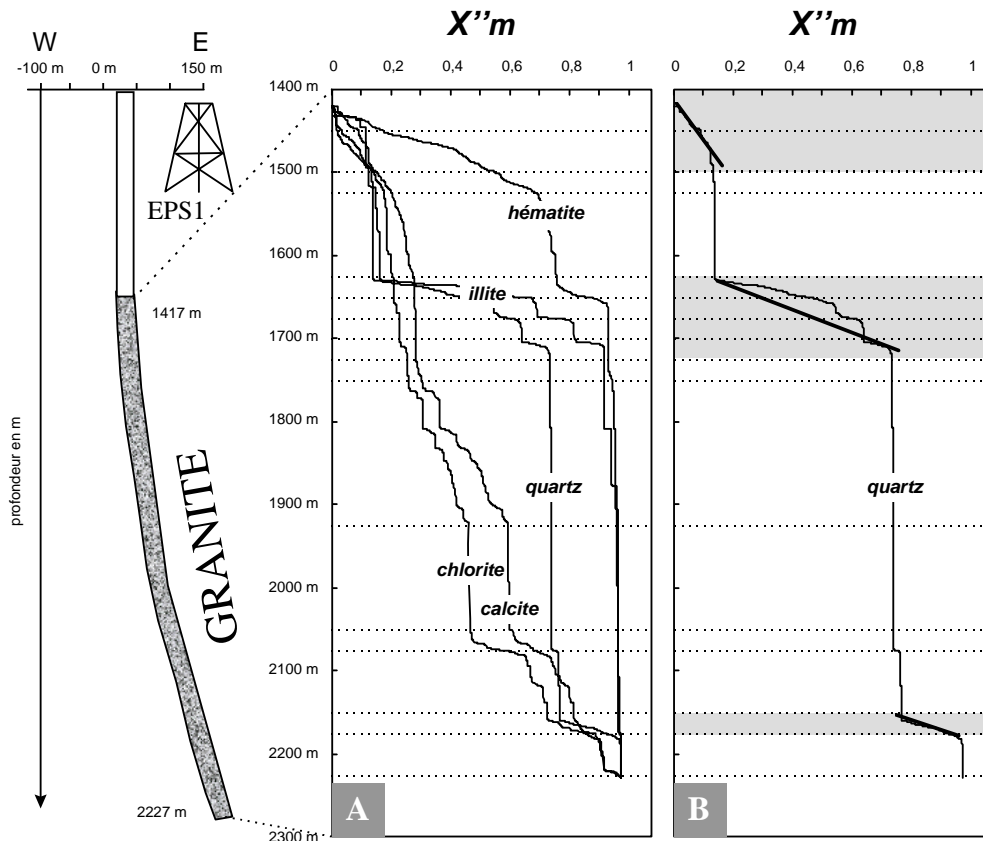 W E
-100 m 0 m 150 m
EPS1
1417 m
profondeur en m
GRANITE
2227 m
X’’m
0 0,2 0,4 0,6 0,8 1
1400 m
1500 m
1600 m
1700 m
1800 m
1900 m
2000 m
2100 m
2200 m
2300 m
hématite
illite
quartz
chlorite
calcite
A
X’’m
0 0,2 0,4 0,6 0,8 1
quartz
B